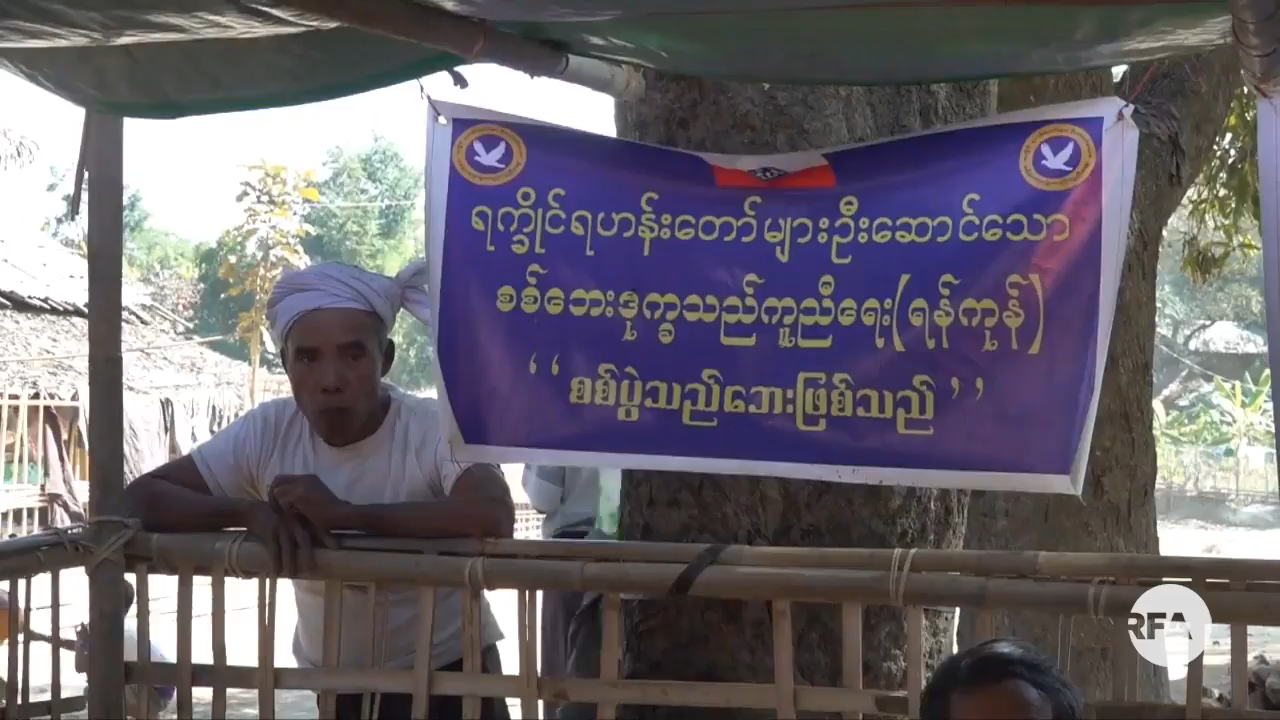 ရက္ခိုင်ရဟန်းတော်များဦးဆောင်သော
စစ်ဘေးဒုက္ခသည်ကူညီရေး(ရန်ကုန်)
‘‘စစ်ပွဲသည်ဘေးဖြစ်သည်’’
RFA